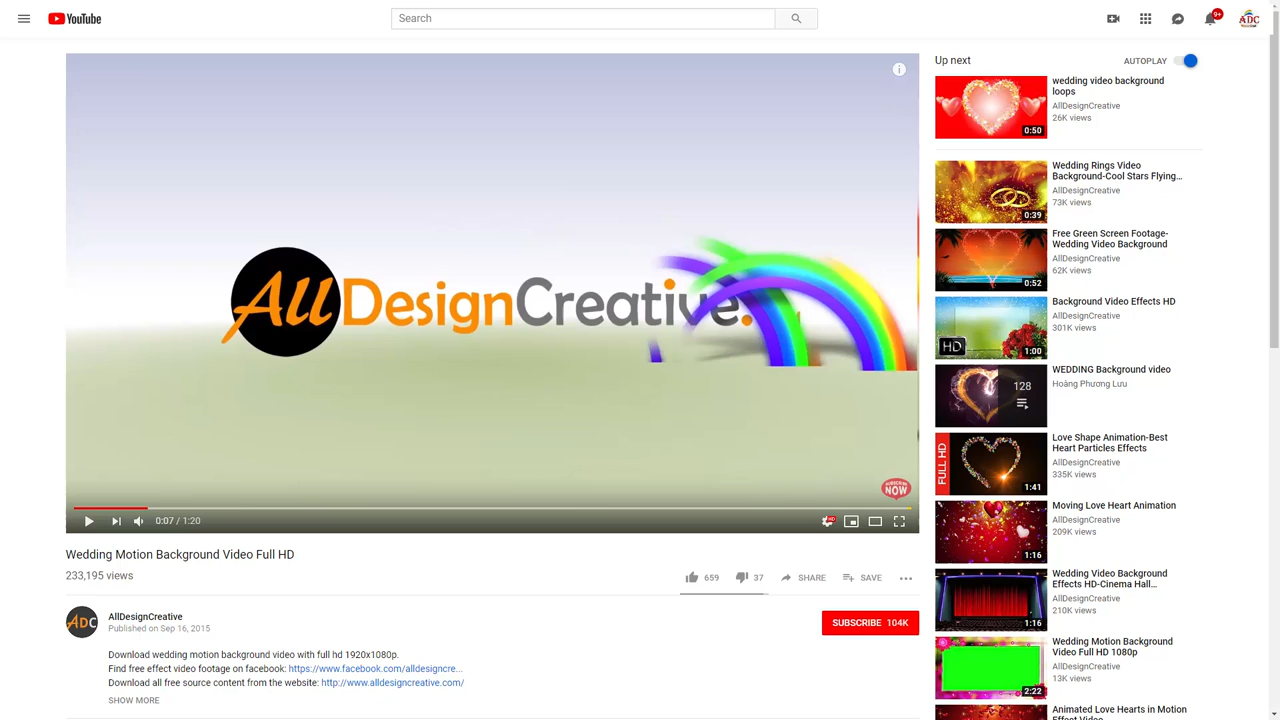 YouTube
Search
9+
ADC
AllDesignCreative.
SUBSCRIBE
NOW
0:07 / 1:20
HD
Wedding Motion Background Video Full HD
233,195 views
659
37
SHARE
SAVE
ADC
AllDesignCreative
Published on Sep 16, 2015
SUBSCRIBE 104K
Download wedding motion background video with full hd 1920x1080p.
Find free effect video footage on facebook: https://www.facebook.com/alldesigncre...
Download all free source content from the website: http://www.alldesigncreative.com/
SHOW MORE
Up next
AUTOPLAY
0:50
wedding video background
loops
AllDesignCreative
26K views
0:39
Wedding Rings Video
Background-Cool Stars Flying...
AllDesignCreative
73K views
0:52
Free Green Screen Footage-
Wedding Video Background
AllDesignCreative
62K views
HD
1:00
Background Video Effects HD
AllDesignCreative
301K views
128
WEDDING Background video
Hoàng Phương Lưu
FULL HD
1:41
Love Shape Animation-Best
Heart Particles Effects
AllDesignCreative
335K views
1:16
Moving Love Heart Animation
AllDesignCreative
209K views
1:16
Wedding Video Background
Effects HD-Cinema Hall...
AllDesignCreative
210K views
2:22
Wedding Motion Background
Video Full HD 1080p
AllDesignCreative
13K views
Animated Love Hearts in Motion
Effect Video